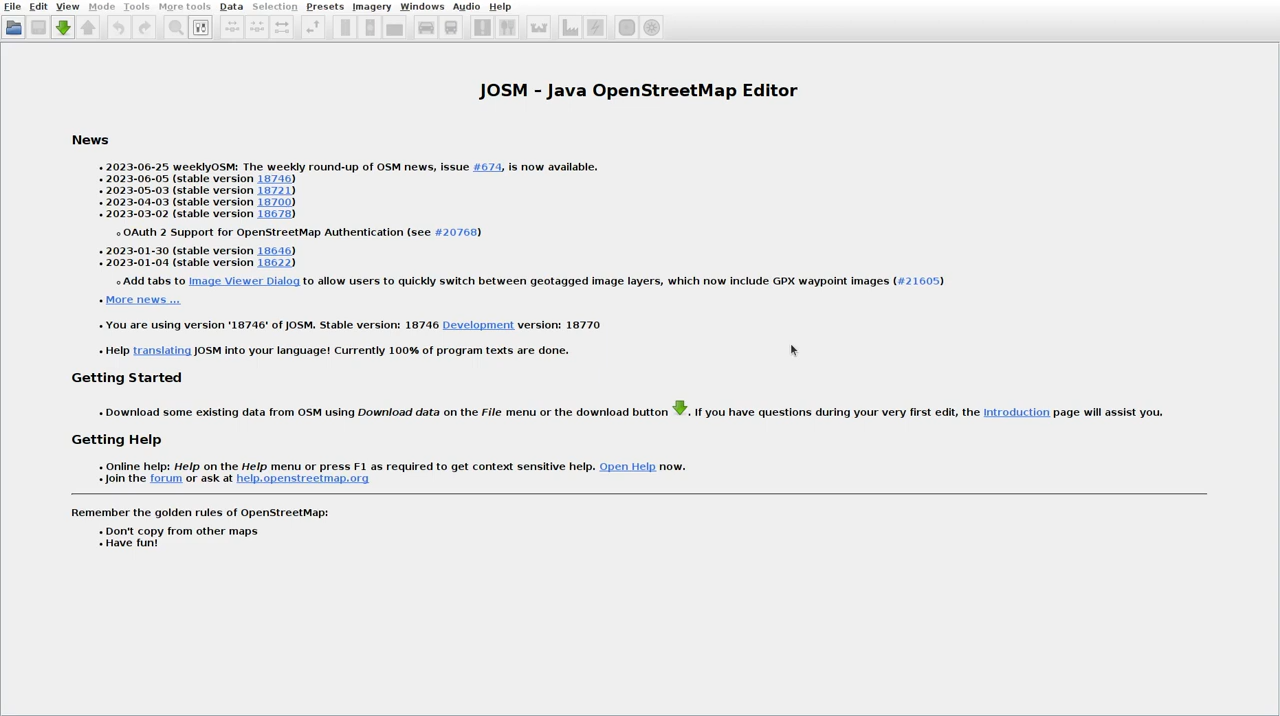 File Edit View Mode Tools More tools Data Selection Presets Imagery Windows Audio Help
JOSM – Java OpenStreetMap Editor
News
2023-06-25 weeklyOSM: The weekly round-up of OSM news, issue #674, is now available.
2023-06-05 (stable version 18746)
2023-05-03 (stable version 18721)
2023-04-03 (stable version 18700)
2023-03-02 (stable version 18678)
OAuth 2 Support for OpenStreetMap Authentication (see #20768)
2023-01-30 (stable version 18646)
2023-01-04 (stable version 18622)
Add tabs to Image Viewer Dialog to allow users to quickly switch between geotagged image layers, which now include GPX waypoint images (#21605)
More news ...
You are using version '18746' of JOSM. Stable version: 18746 Development version: 18770
Help translating JOSM into your language! Currently 100% of program texts are done.
Getting Started
Download some existing data from OSM using Download data on the File menu or the download button . If you have questions during your very first edit, the Introduction page will assist you.
Getting Help
Online help: Help on the Help menu or press F1 as required to get context sensitive help. Open Help now.
Join the forum or ask at help.openstreetmap.org
Remember the golden rules of OpenStreetMap:
Don't copy from other maps
Have fun!